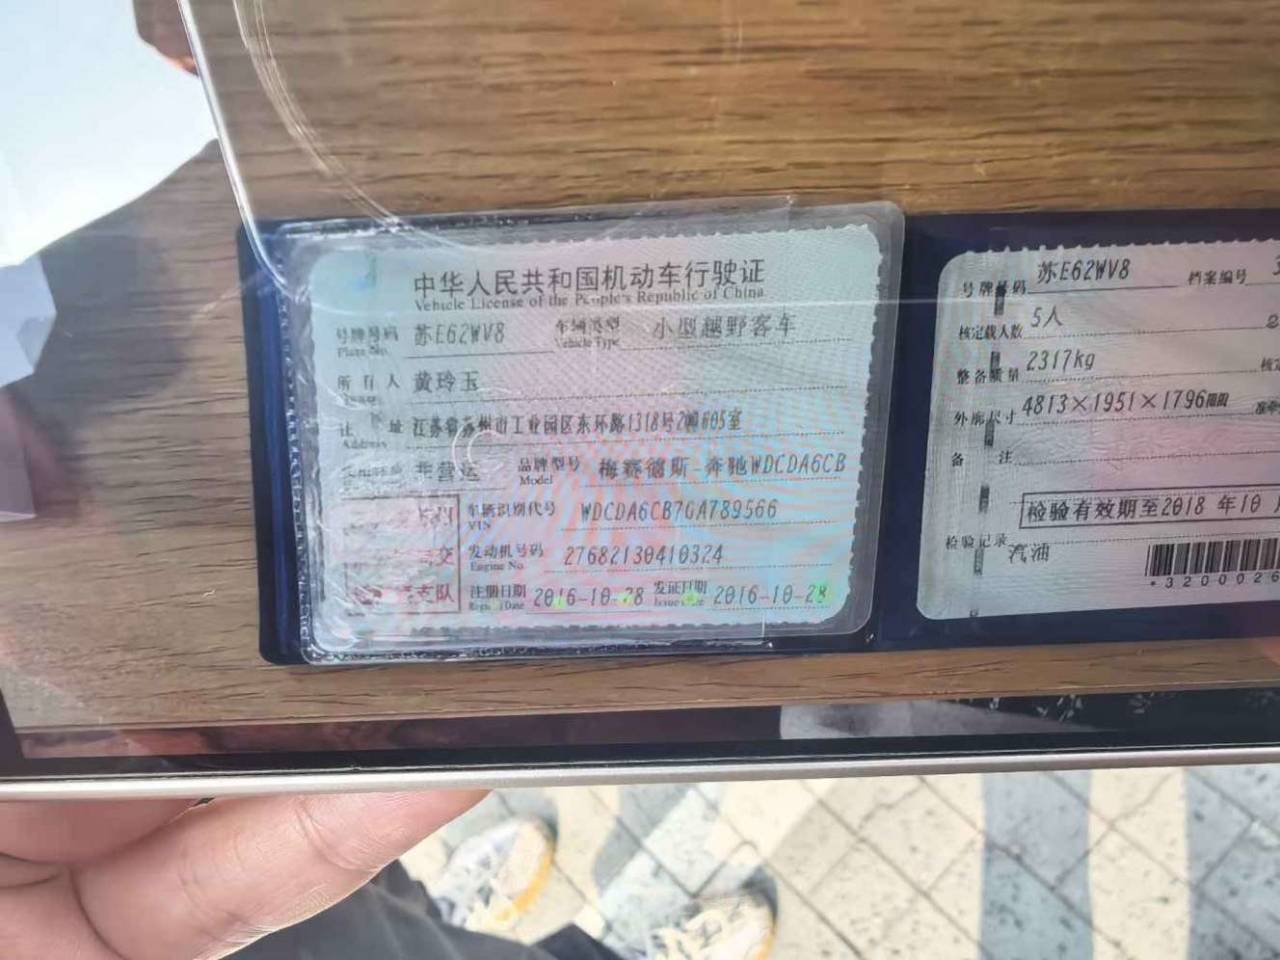 中华人民共和国机动车行驶证
Vehicle License of the People's Republic of China
号牌号码 苏E62WV8 车辆类型 小型越野客车
Plate No. Vehicle Type
所有人 黄玲玉
Owner
住 址 江苏省苏州市工业园区东环路1318号2幢605室
Address
非营运 品牌型号 梅赛德斯-奔驰WDCDA6CB
Model
车辆识别代号 WDCDA6CB7GA789566
VIN
发动机号码 27682130410324
Engine No.
支队 注册日期 2016-10-28 发证日期 2016-10-28
Register Date Issue Date
苏E62WV8
号牌号码 档案编号
核定载人数 5人
整备质量 2317kg 核定
外廓尺寸 4813×1951×1796mm 准牵
备 注
检验有效期至2018 年10
检验记录
汽油
*3200026